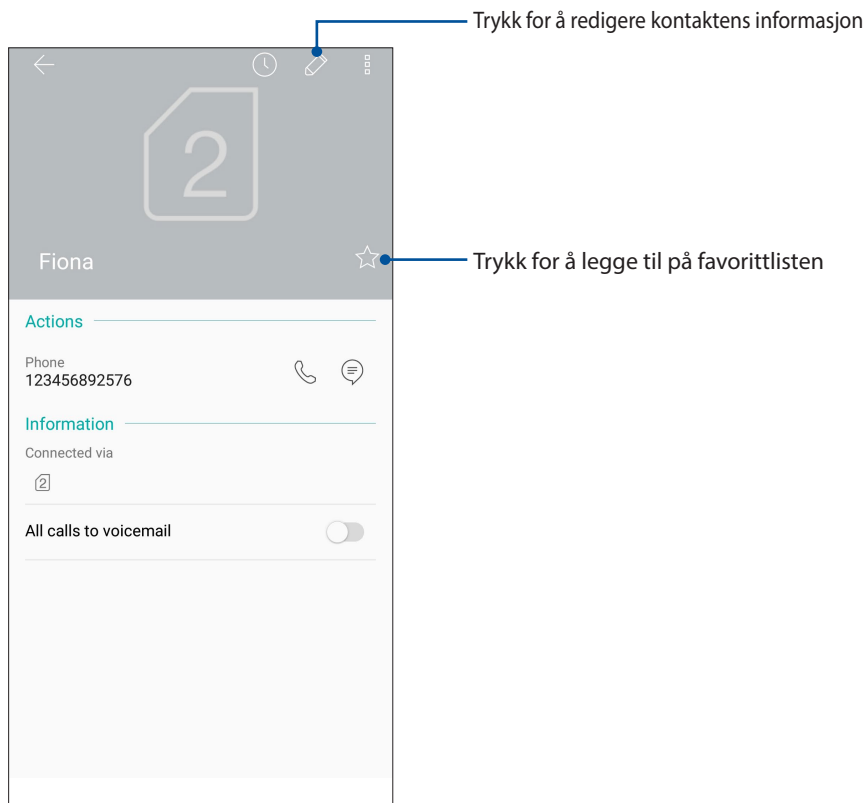 Trykk for å redigere kontaktens informasjon
2
Fiona
Trykk for å legge til på favorittlisten
Actions
Phone
123456892576
Information
Connected via
2
All calls to voicemail